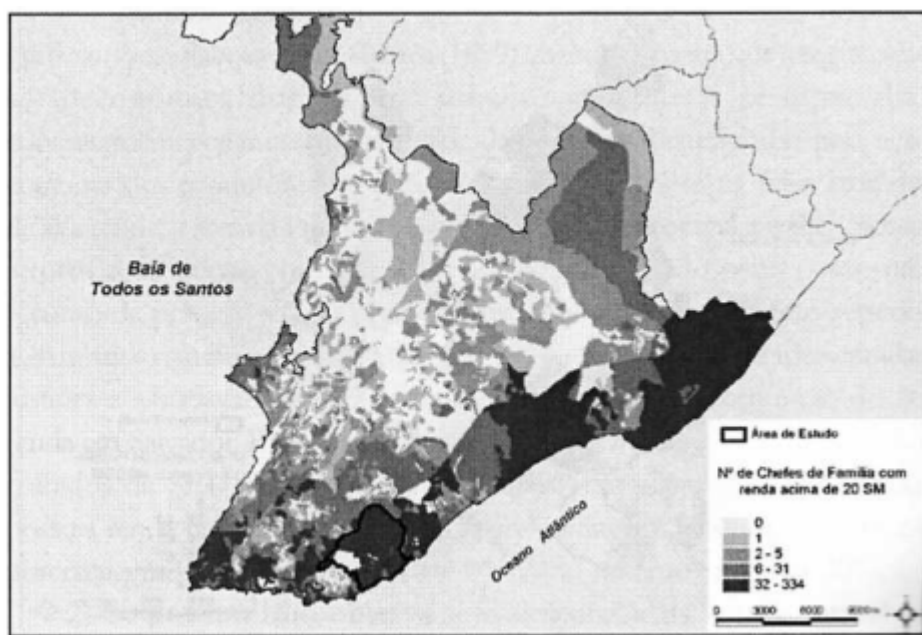 Baía de
Todos os Santos
Oceano Atlântico
Área de Estudo
Nº de Chefes de Família com
renda acima de 20 SM
0
1
2 - 5
6 - 31
32 - 334
0 3000 6000